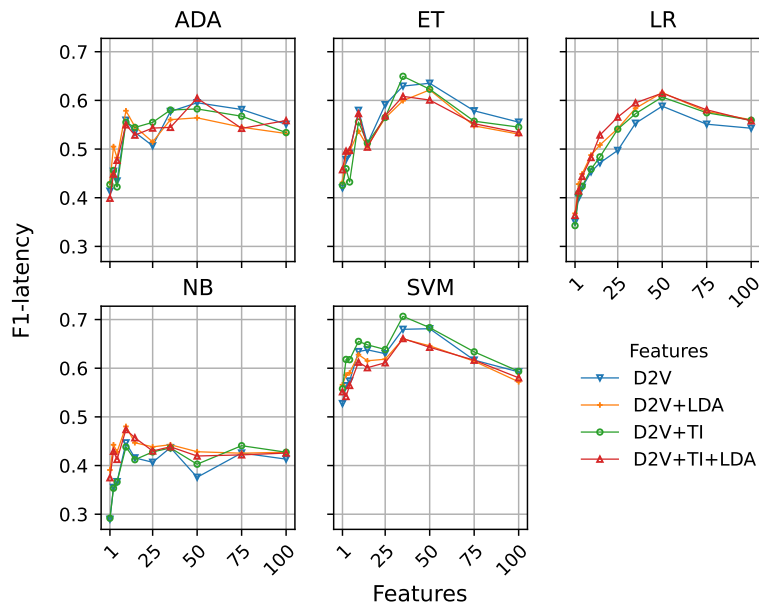 ADA
ET
LR
0.7
0.6
0.5
0.4
0.3
1
25
50
75
100
NB
SVM
0.7
0.6
0.5
0.4
0.3
1
25
50
75
100
1
25
50
75
100
F1-latency
Features
Features
D2V
D2V+LDA
D2V+TI
D2V+TI+LDA